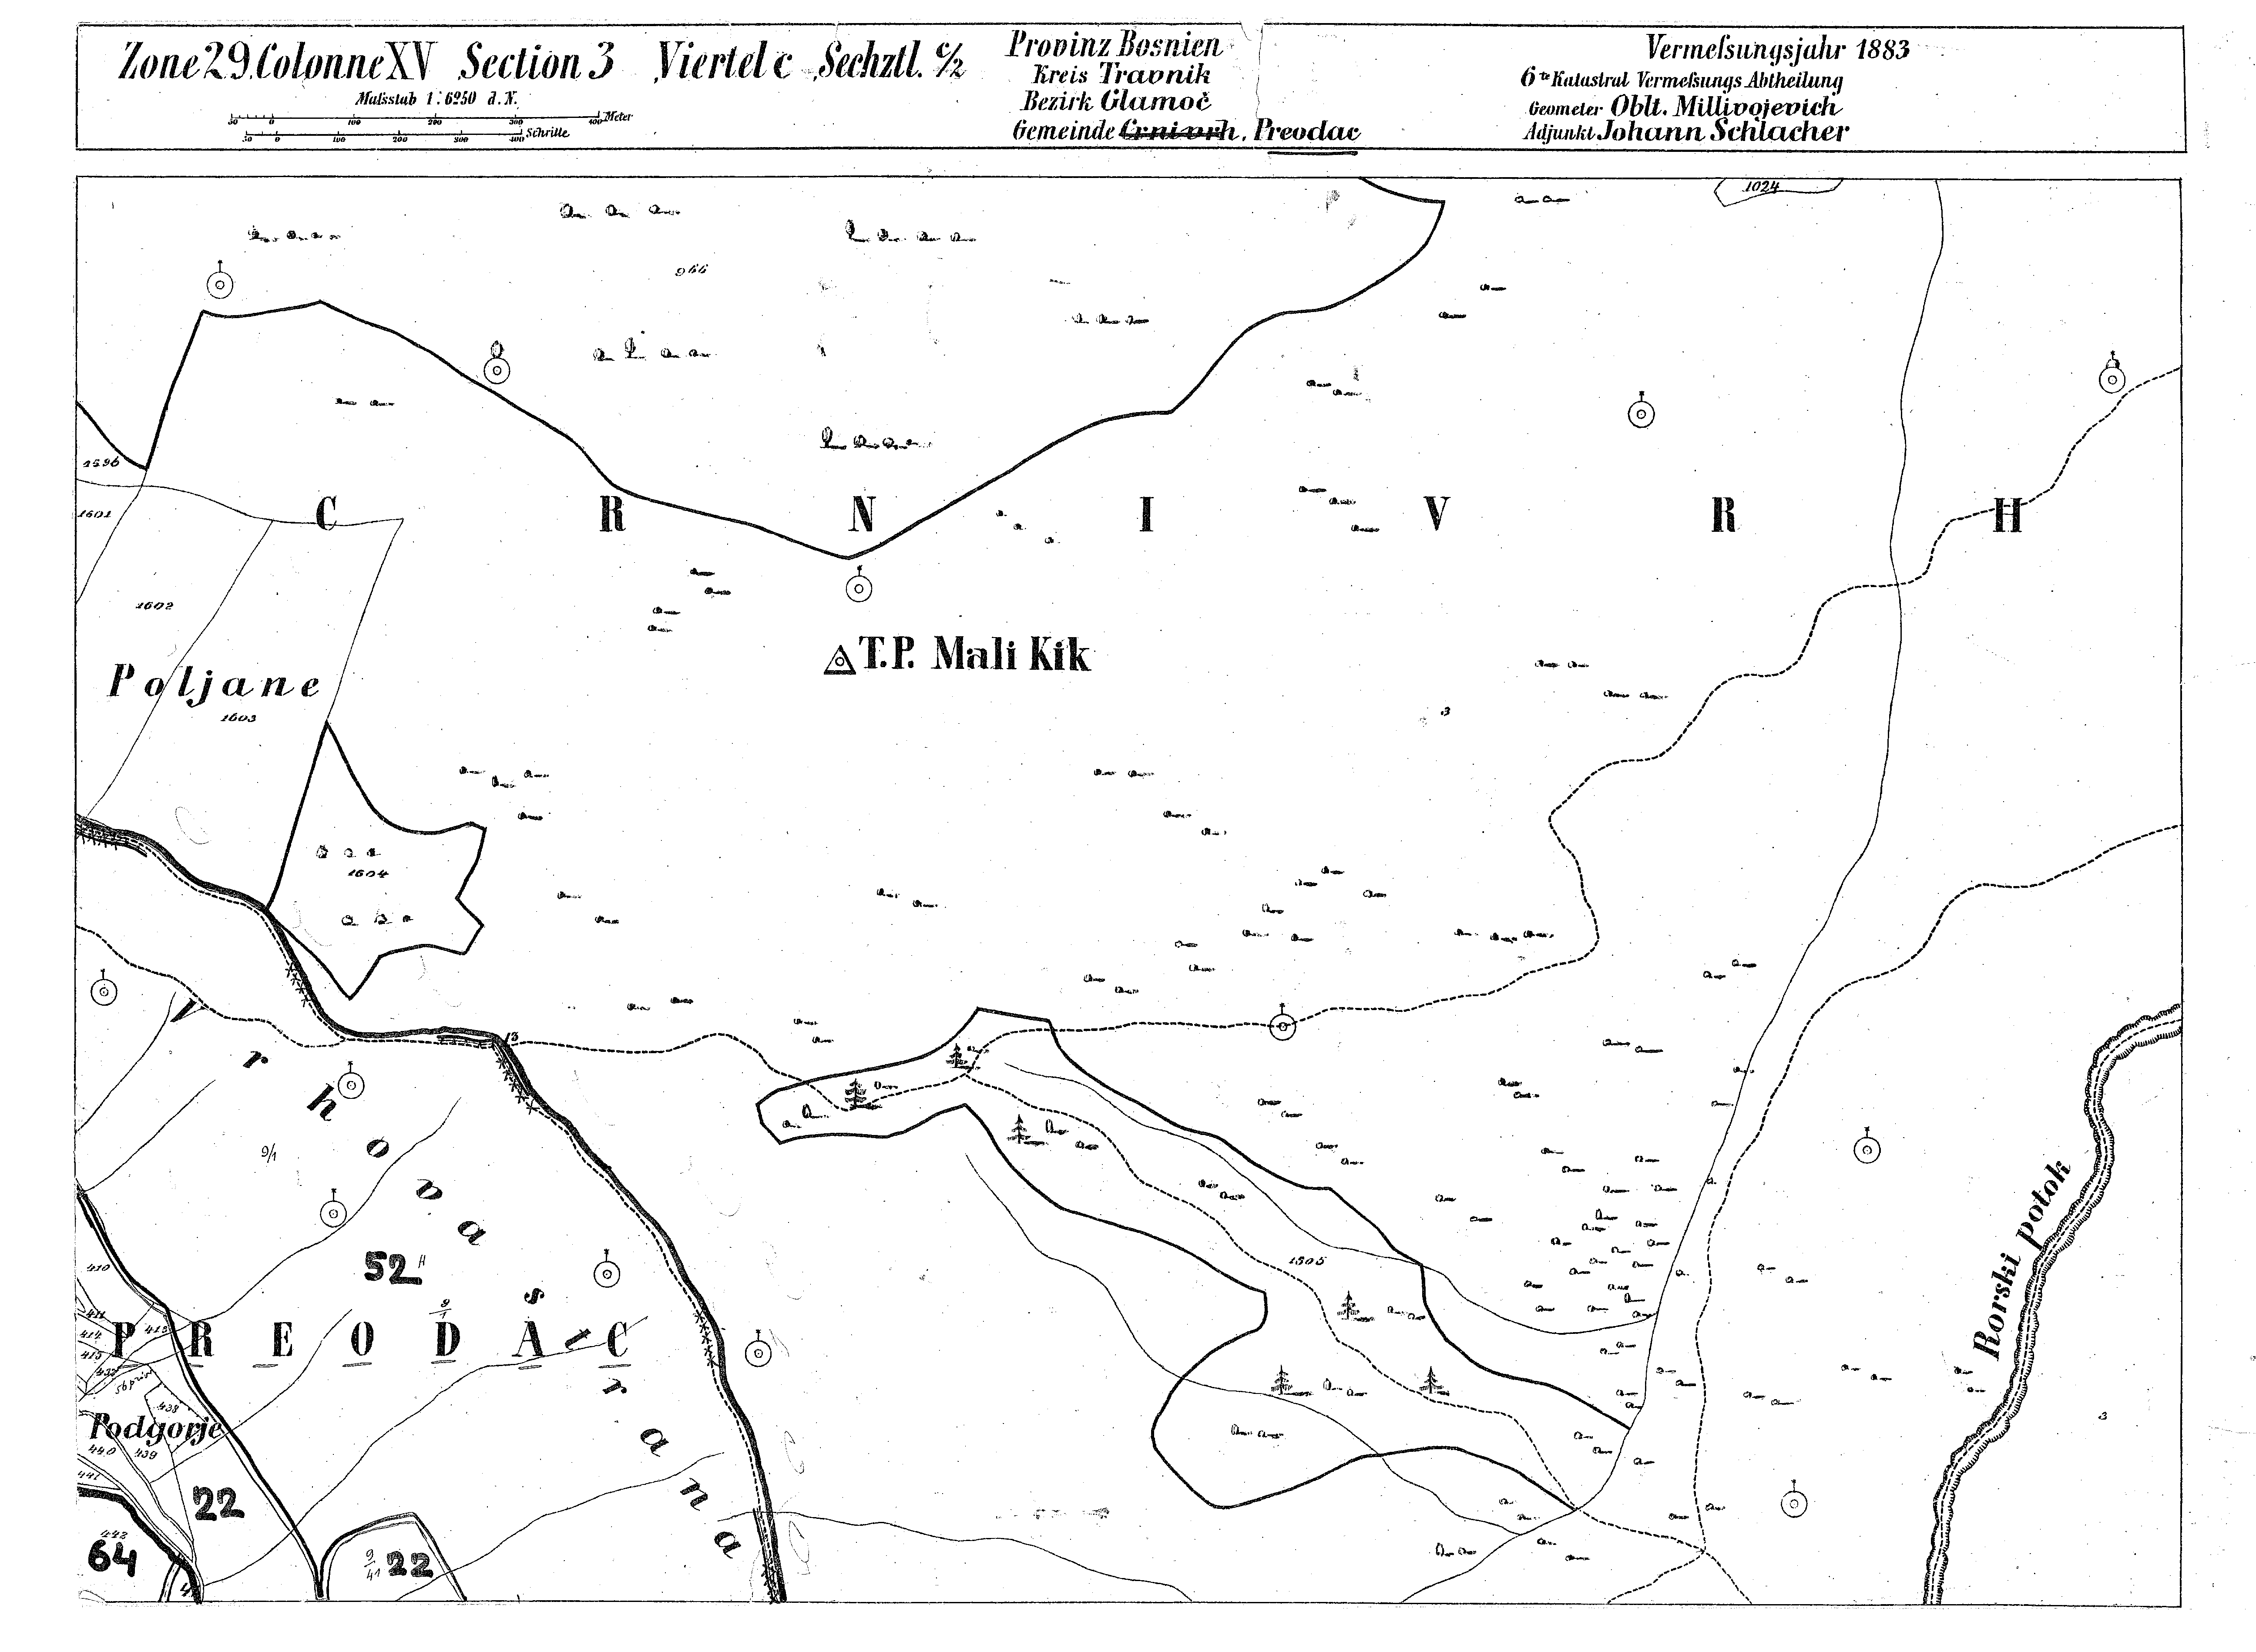 Zone 29. Colonne XV Section 3 Viertel c Sechztl. c/2
Maſsstab 1:6250 d. N.
50 0 100 200 300 400 Meter
50 0 100 200 300 400 Schritte
Provinz Bosnien
Kreis Travnik
Bezirk Glamoč
Gemeinde Crnivrh, Preodac
Vermeſsungsjahr 1883
6te Katastral Vermeſsungs Abtheilung
Geometer Oblt. Millivojevich
Adjunkt Johann Schlacher
1024
966
1596
1601
C R N I V R H
1602
T.P. Mali Kik
Poljane
1603
3
1604
13
Vrhova strana
9/1
52
410
1305
Rorski potok
9/1
411
414
413
415
PREODAC
438
3
Podgorje
440
439
441
22
442
64
9/41
22